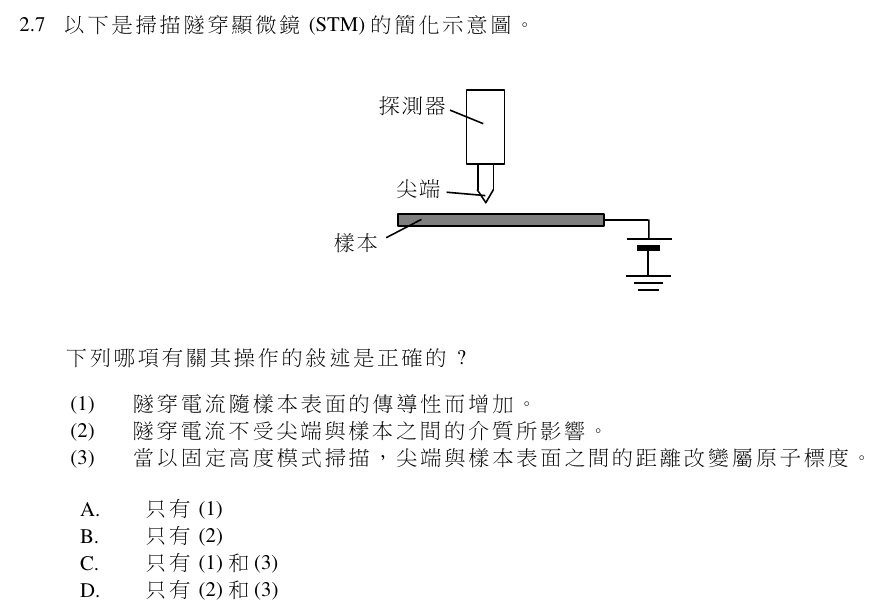 2.7 以下是掃描隧穿顯微鏡 (STM) 的簡化示意圖。
探測器
尖端
樣本
下列哪項有關其操作的敍述是正確的？
(1) 隧穿電流隨樣本表面的傳導性而增加。
(2) 隧穿電流不受尖端與樣本之間的介質所影響。
(3) 當以固定高度模式掃描，尖端與樣本表面之間的距離改變屬原子標度。
A. 只有 (1)
B. 只有 (2)
C. 只有 (1) 和 (3)
D. 只有 (2) 和 (3)